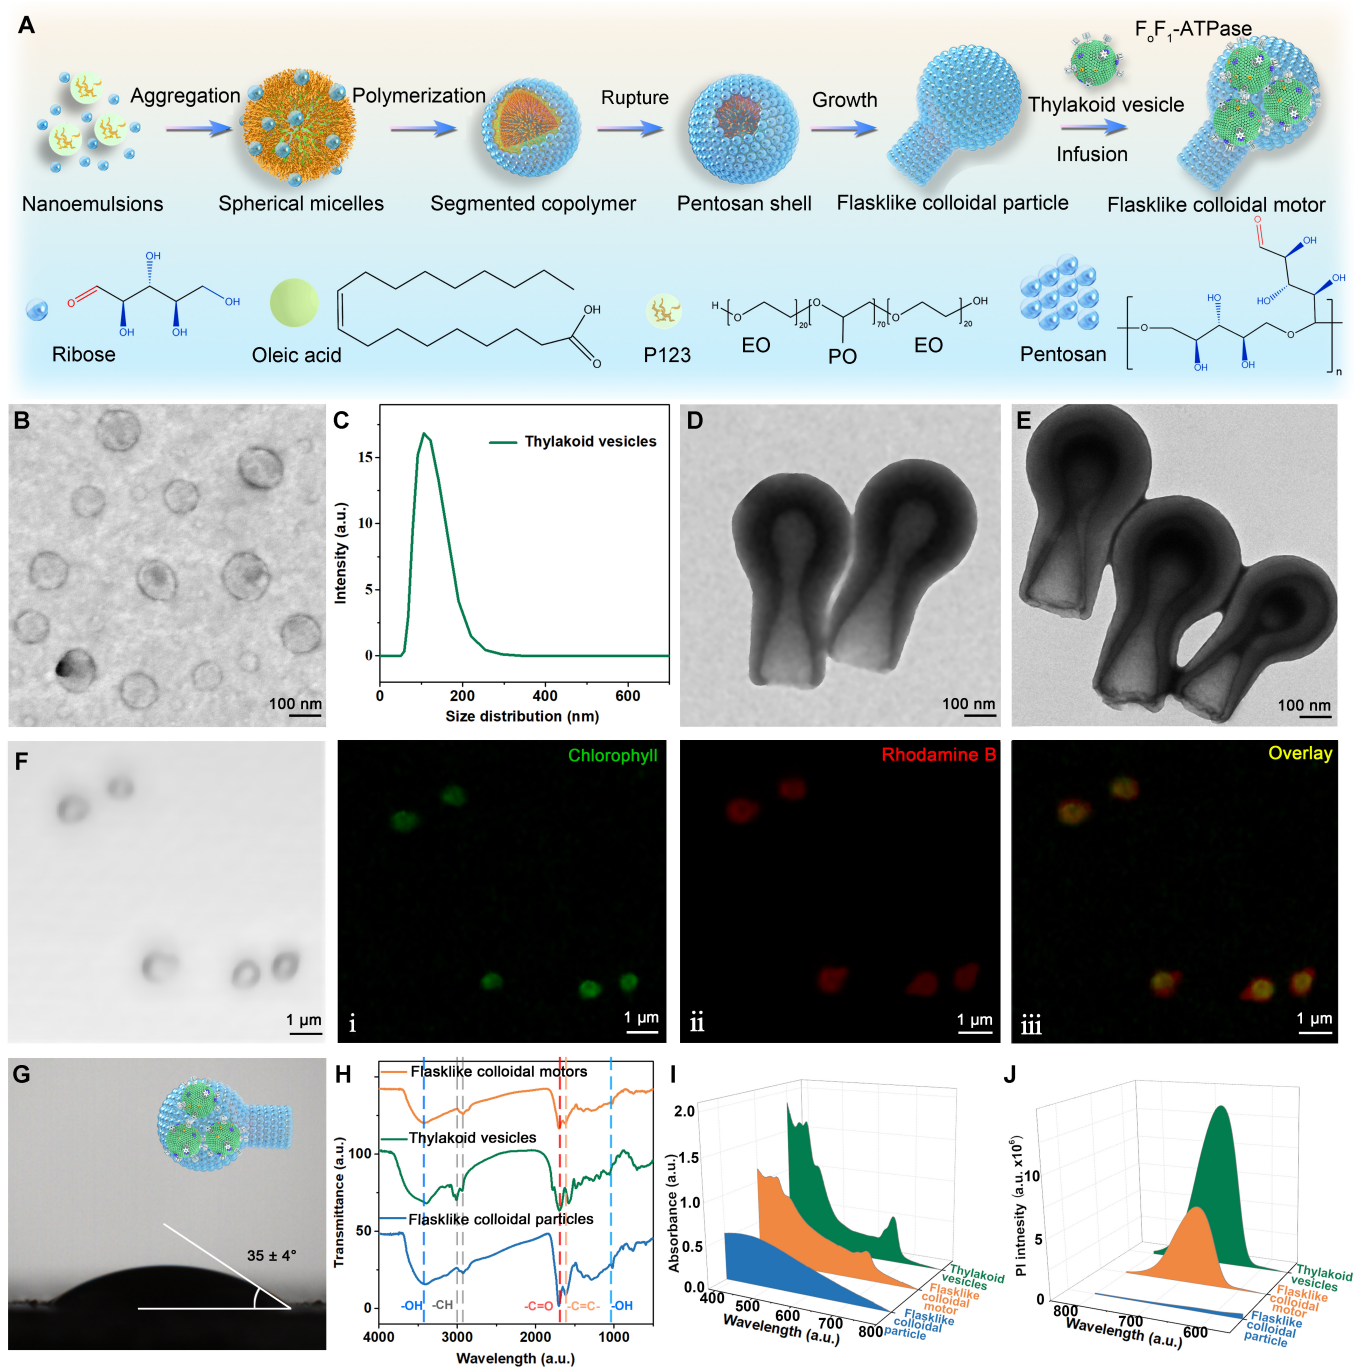 A
FoF1-ATPase
Aggregation
Polymerization
Rupture
Growth
Thylakoid vesicle
Infusion
Nanoemulsions
Spherical micelles
Segmented copolymer
Pentosan shell
Flasklike colloidal particle
Flasklike colloidal motor
OH
O
OH
OH
OH
Ribose
Oleic acid
OH
O
P123
H
O
20
O
70
O
20
OH
EO
PO
EO
Pentosan
O
OH
OH
HO
HO
O
O
OH
OH
n
B
100 nm
C
Thylakoid vesicles
Intensity (a.u.)
15
10
5
0
0 200 400 600
Size distribution (nm)
D
100 nm
E
100 nm
F
1 µm
Chlorophyll
i
1 µm
Rhodamine B
ii
1 µm
Overlay
iii
1 µm
G
35 ± 4°
H
Flasklike colloidal motors
Thylakoid vesicles
Flasklike colloidal particles
Transmittance (a.u.)
100
50
0
-OH -CH -C=O -C=C- -OH
4000 3000 2000 1000
Wavelength (a.u.)
I
Absorbance (a.u.)
2.0
1.5
1.0
0.5
0.0
400 500 600 700 800
Wavelength (a.u.)
Thylakoid
vesicles
Flasklike
colloidal
motor
Flasklike
colloidal
particle
J
PI intnesity (a.u. x10⁶)
10
5
0
800 700 600
Wavelength (a.u.)
Thylakoid
vesicles
Flasklike
colloidal
motor
Flasklike
colloidal
particle